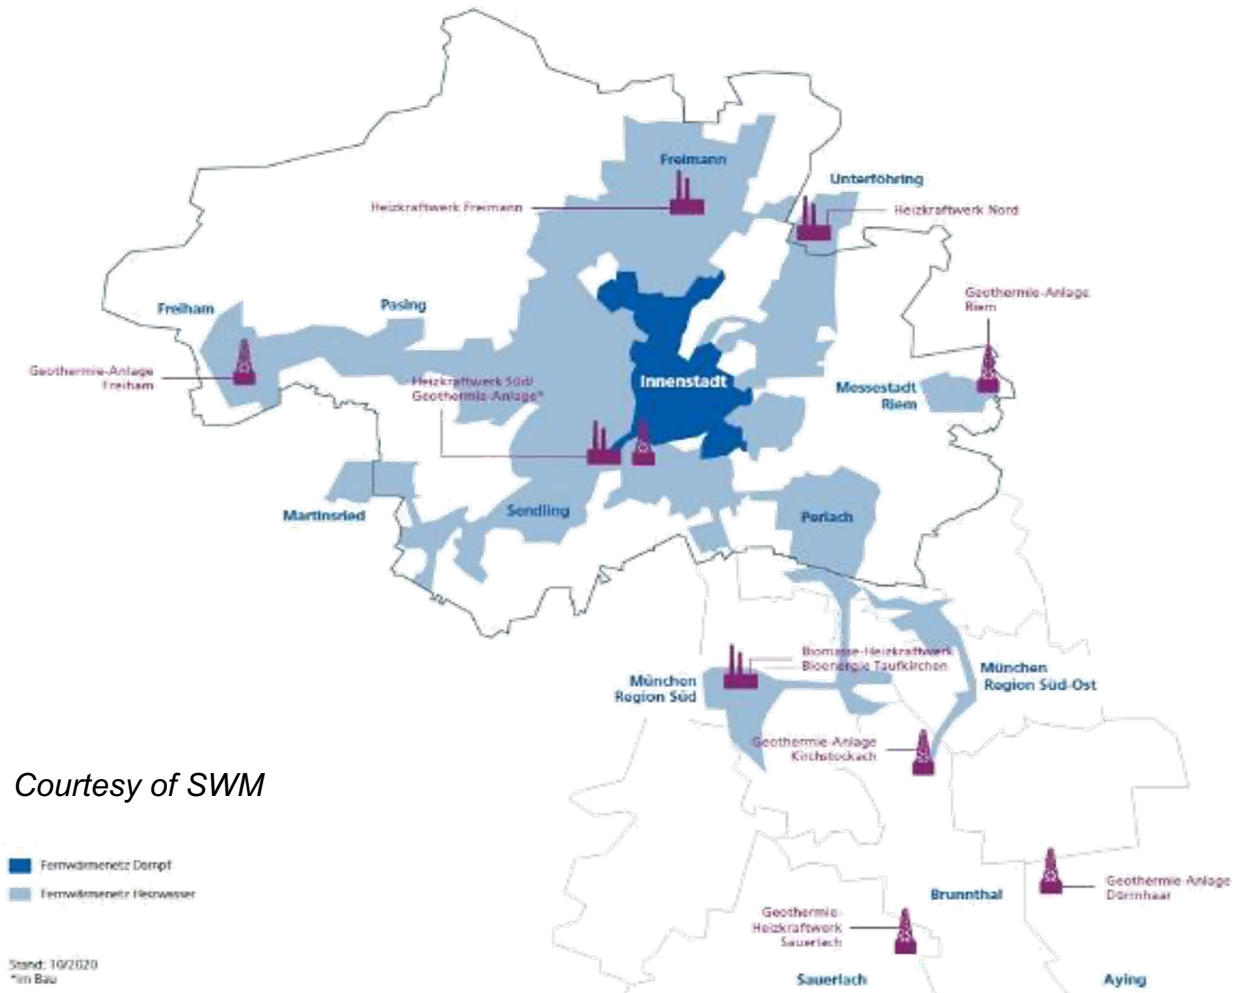 Freimann
Unterföhring
Heizkraftwerk Freimann
Heizkraftwerk Nord
Geothermie-Anlage
Riem
Freiham
Pasing
Geothermie-Anlage
Freiham
Heizkraftwerk Süd/
Geothermie-Anlage*
Innenstadt
Messestadt
Riem
Martinsried
Sendling
Perlach
Biomasse-Heizkraftwerk
Bioenergie Taufkirchen
München
Region Süd
München
Region Süd-Ost
Geothermie-Anlage
Kirchstockach
Courtesy of SWM
Fernwärmenetz Dampf
Fernwärmenetz Heizwasser
Brunnthal
Geothermie-Anlage
Dürrnhaar
Geothermie-
Heizkraftwerk
Sauerlach
Sauerlach
Aying
Stand: 10/2020
*im Bau